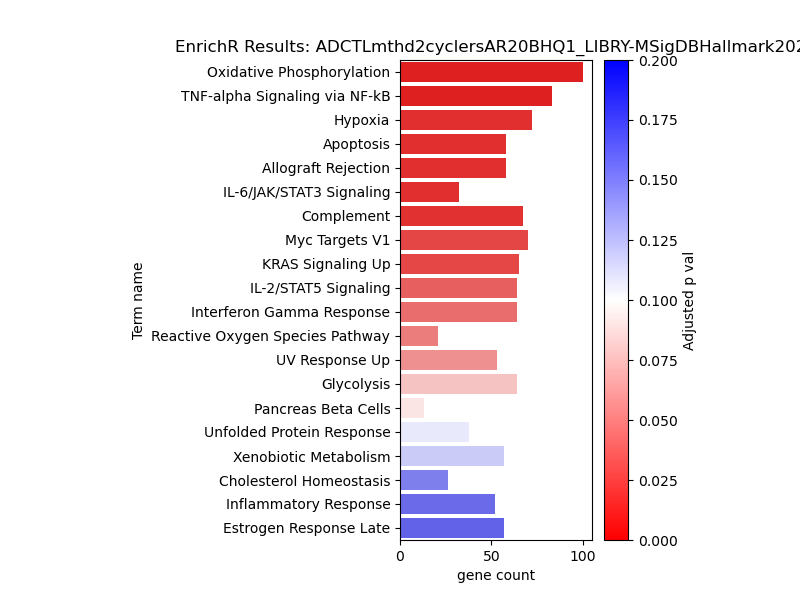 EnrichR Results: ADCTLmthd2cyclersAR20BHQ1_LIBRY-MSigDBHallmark202
Oxidative Phosphorylation
TNF-alpha Signaling via NF-kB
Hypoxia
Apoptosis
Allograft Rejection
IL-6/JAK/STAT3 Signaling
Complement
Myc Targets V1
KRAS Signaling Up
IL-2/STAT5 Signaling
Interferon Gamma Response
Reactive Oxygen Species Pathway
UV Response Up
Glycolysis
Pancreas Beta Cells
Unfolded Protein Response
Xenobiotic Metabolism
Cholesterol Homeostasis
Inflammatory Response
Estrogen Response Late
Term name
0 50 100
gene count
0.200
0.175
0.150
0.125
0.100
0.075
0.050
0.025
0.000
Adjusted p val